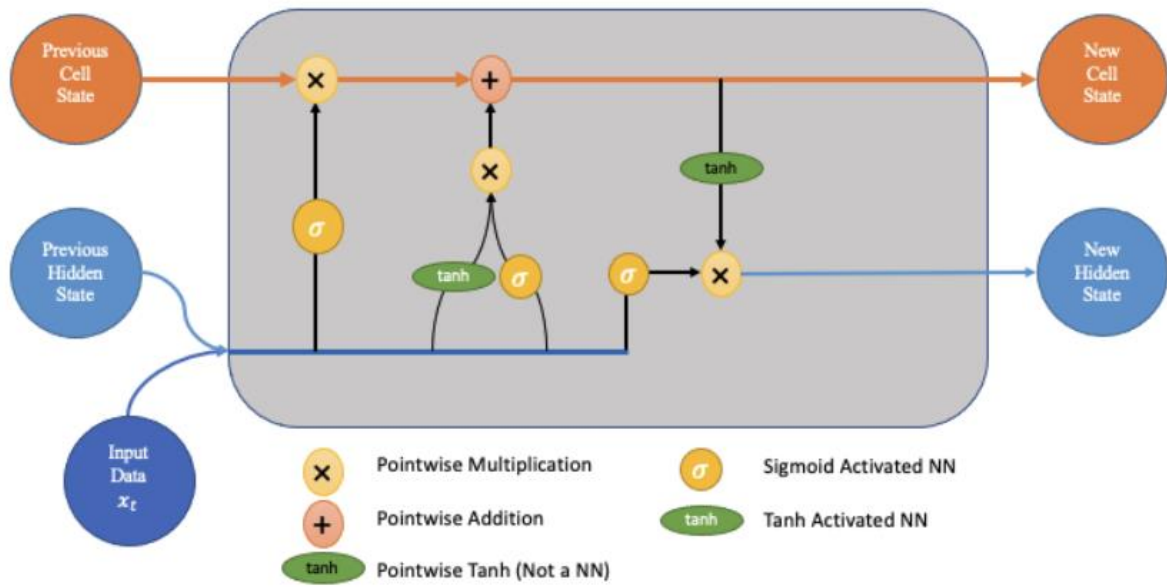 Previous
Cell
State
×
+
New
Cell
State
×
tanh
Previous
Hidden
State
σ
tanh
σ
σ
×
New
Hidden
State
Input
Data
x_t
× Pointwise Multiplication
σ Sigmoid Activated NN
+ Pointwise Addition
tanh Tanh Activated NN
tanh Pointwise Tanh (Not a NN)